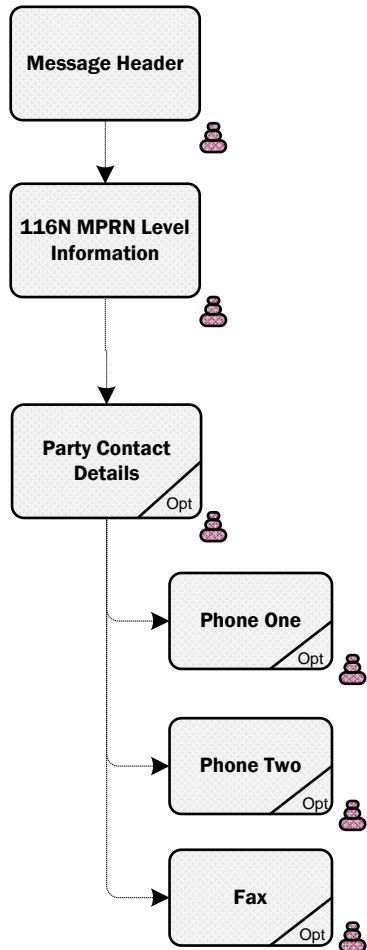 Message Header
116N MPRN Level
Information
Party Contact
Details
Opt
Phone One
Opt
Phone Two
Opt
Fax
Opt